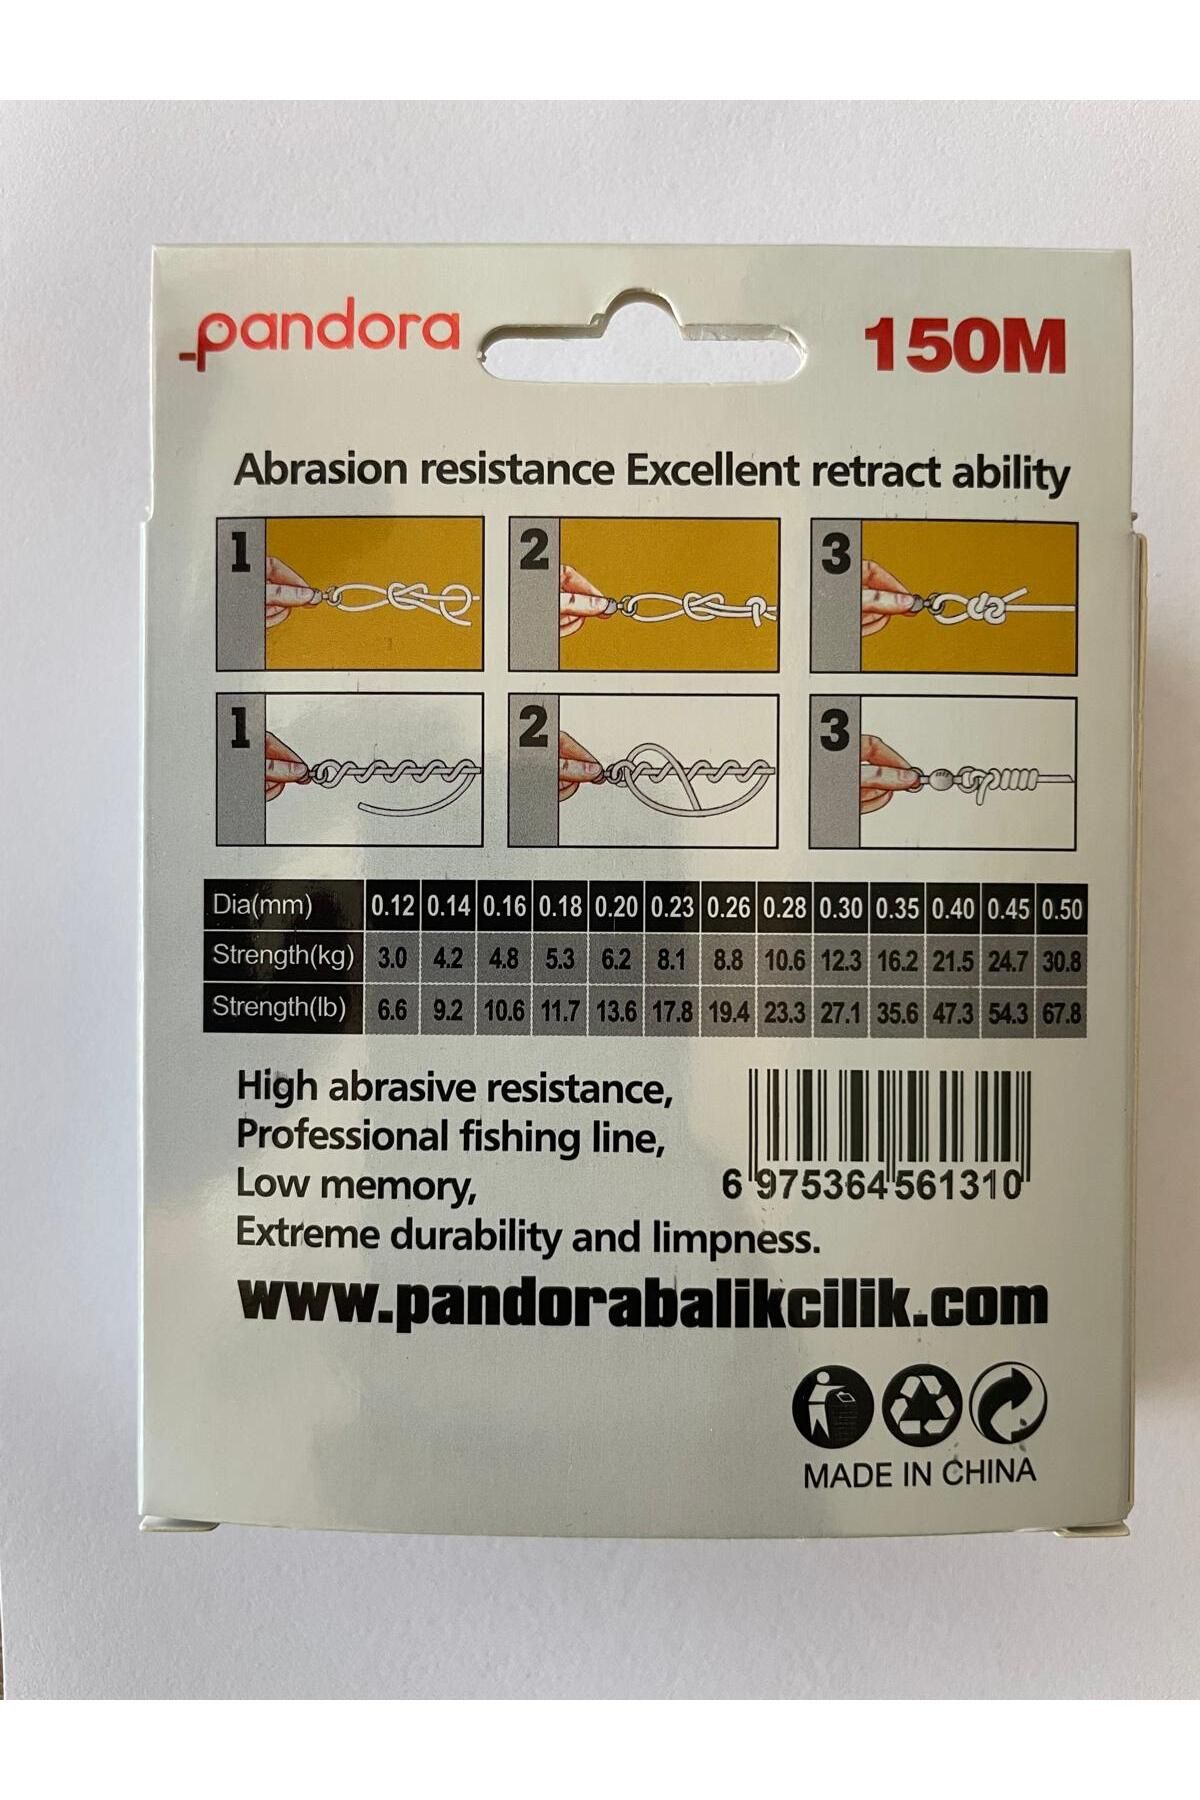 pandora
150M
Abrasion resistance Excellent retract ability
1 2 3
1 2 3
Dia(mm) 0.12 0.14 0.16 0.18 0.20 0.23 0.26 0.28 0.30 0.35 0.40 0.45 0.50
Strength(kg) 3.0 4.2 4.8 5.3 6.2 8.1 8.8 10.6 12.3 16.2 21.5 24.7 30.8
Strength(lb) 6.6 9.2 10.6 11.7 13.6 17.8 19.4 23.3 27.1 35.6 47.3 54.3 67.8
High abrasive resistance,
Professional fishing line,
Low memory,
Extreme durability and limpness.
6 975364 561310
www.pandorabalikcilik.com
MADE IN CHINA